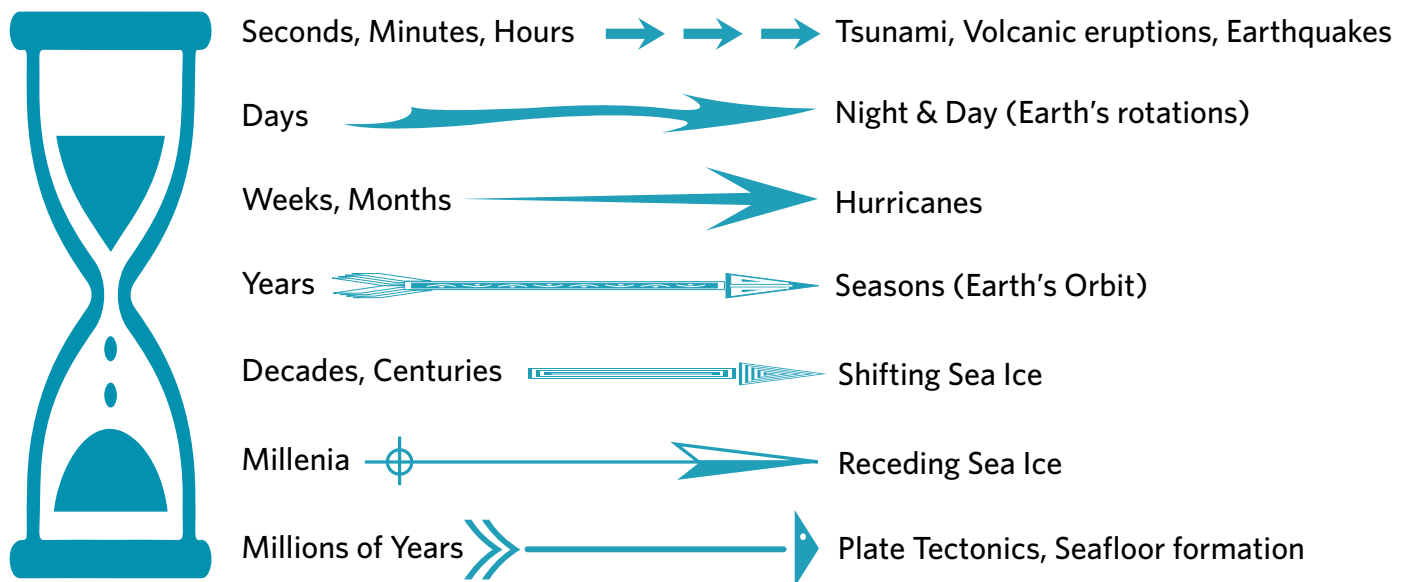 Seconds, Minutes, Hours Tsunami, Volcanic eruptions, Earthquakes
Days Night & Day (Earth's rotations)
Weeks, Months Hurricanes
Years Seasons (Earth's Orbit)
Decades, Centuries Shifting Sea Ice
Millenia Receding Sea Ice
Millions of Years Plate Tectonics, Seafloor formation